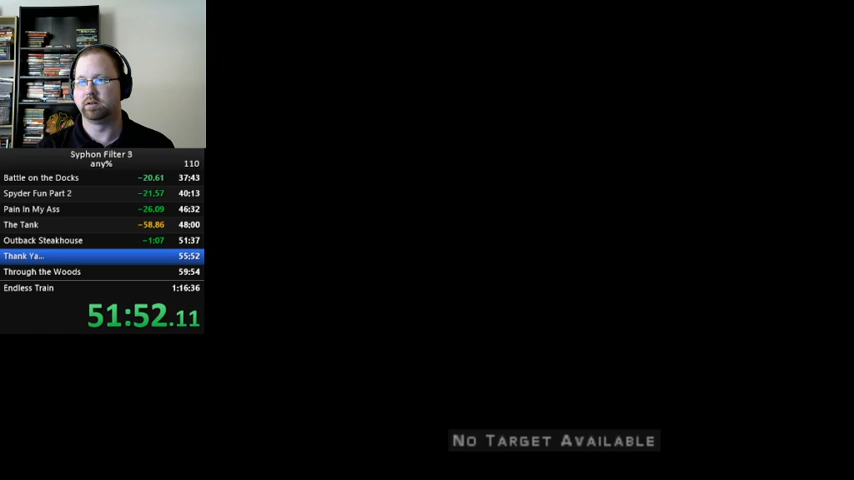 Syphon Filter 3
any% 110
Battle on the Docks -20.61 37:43
Spyder Fun Part 2 -21.57 40:13
Pain In My Ass -26.09 46:32
The Tank -58.86 48:00
Outback Steakhouse -1:07 51:37
Thank Ya... 55:52
Through the Woods 59:54
Endless Train 1:16:36
51:52.11
NO TARGET AVAILABLE